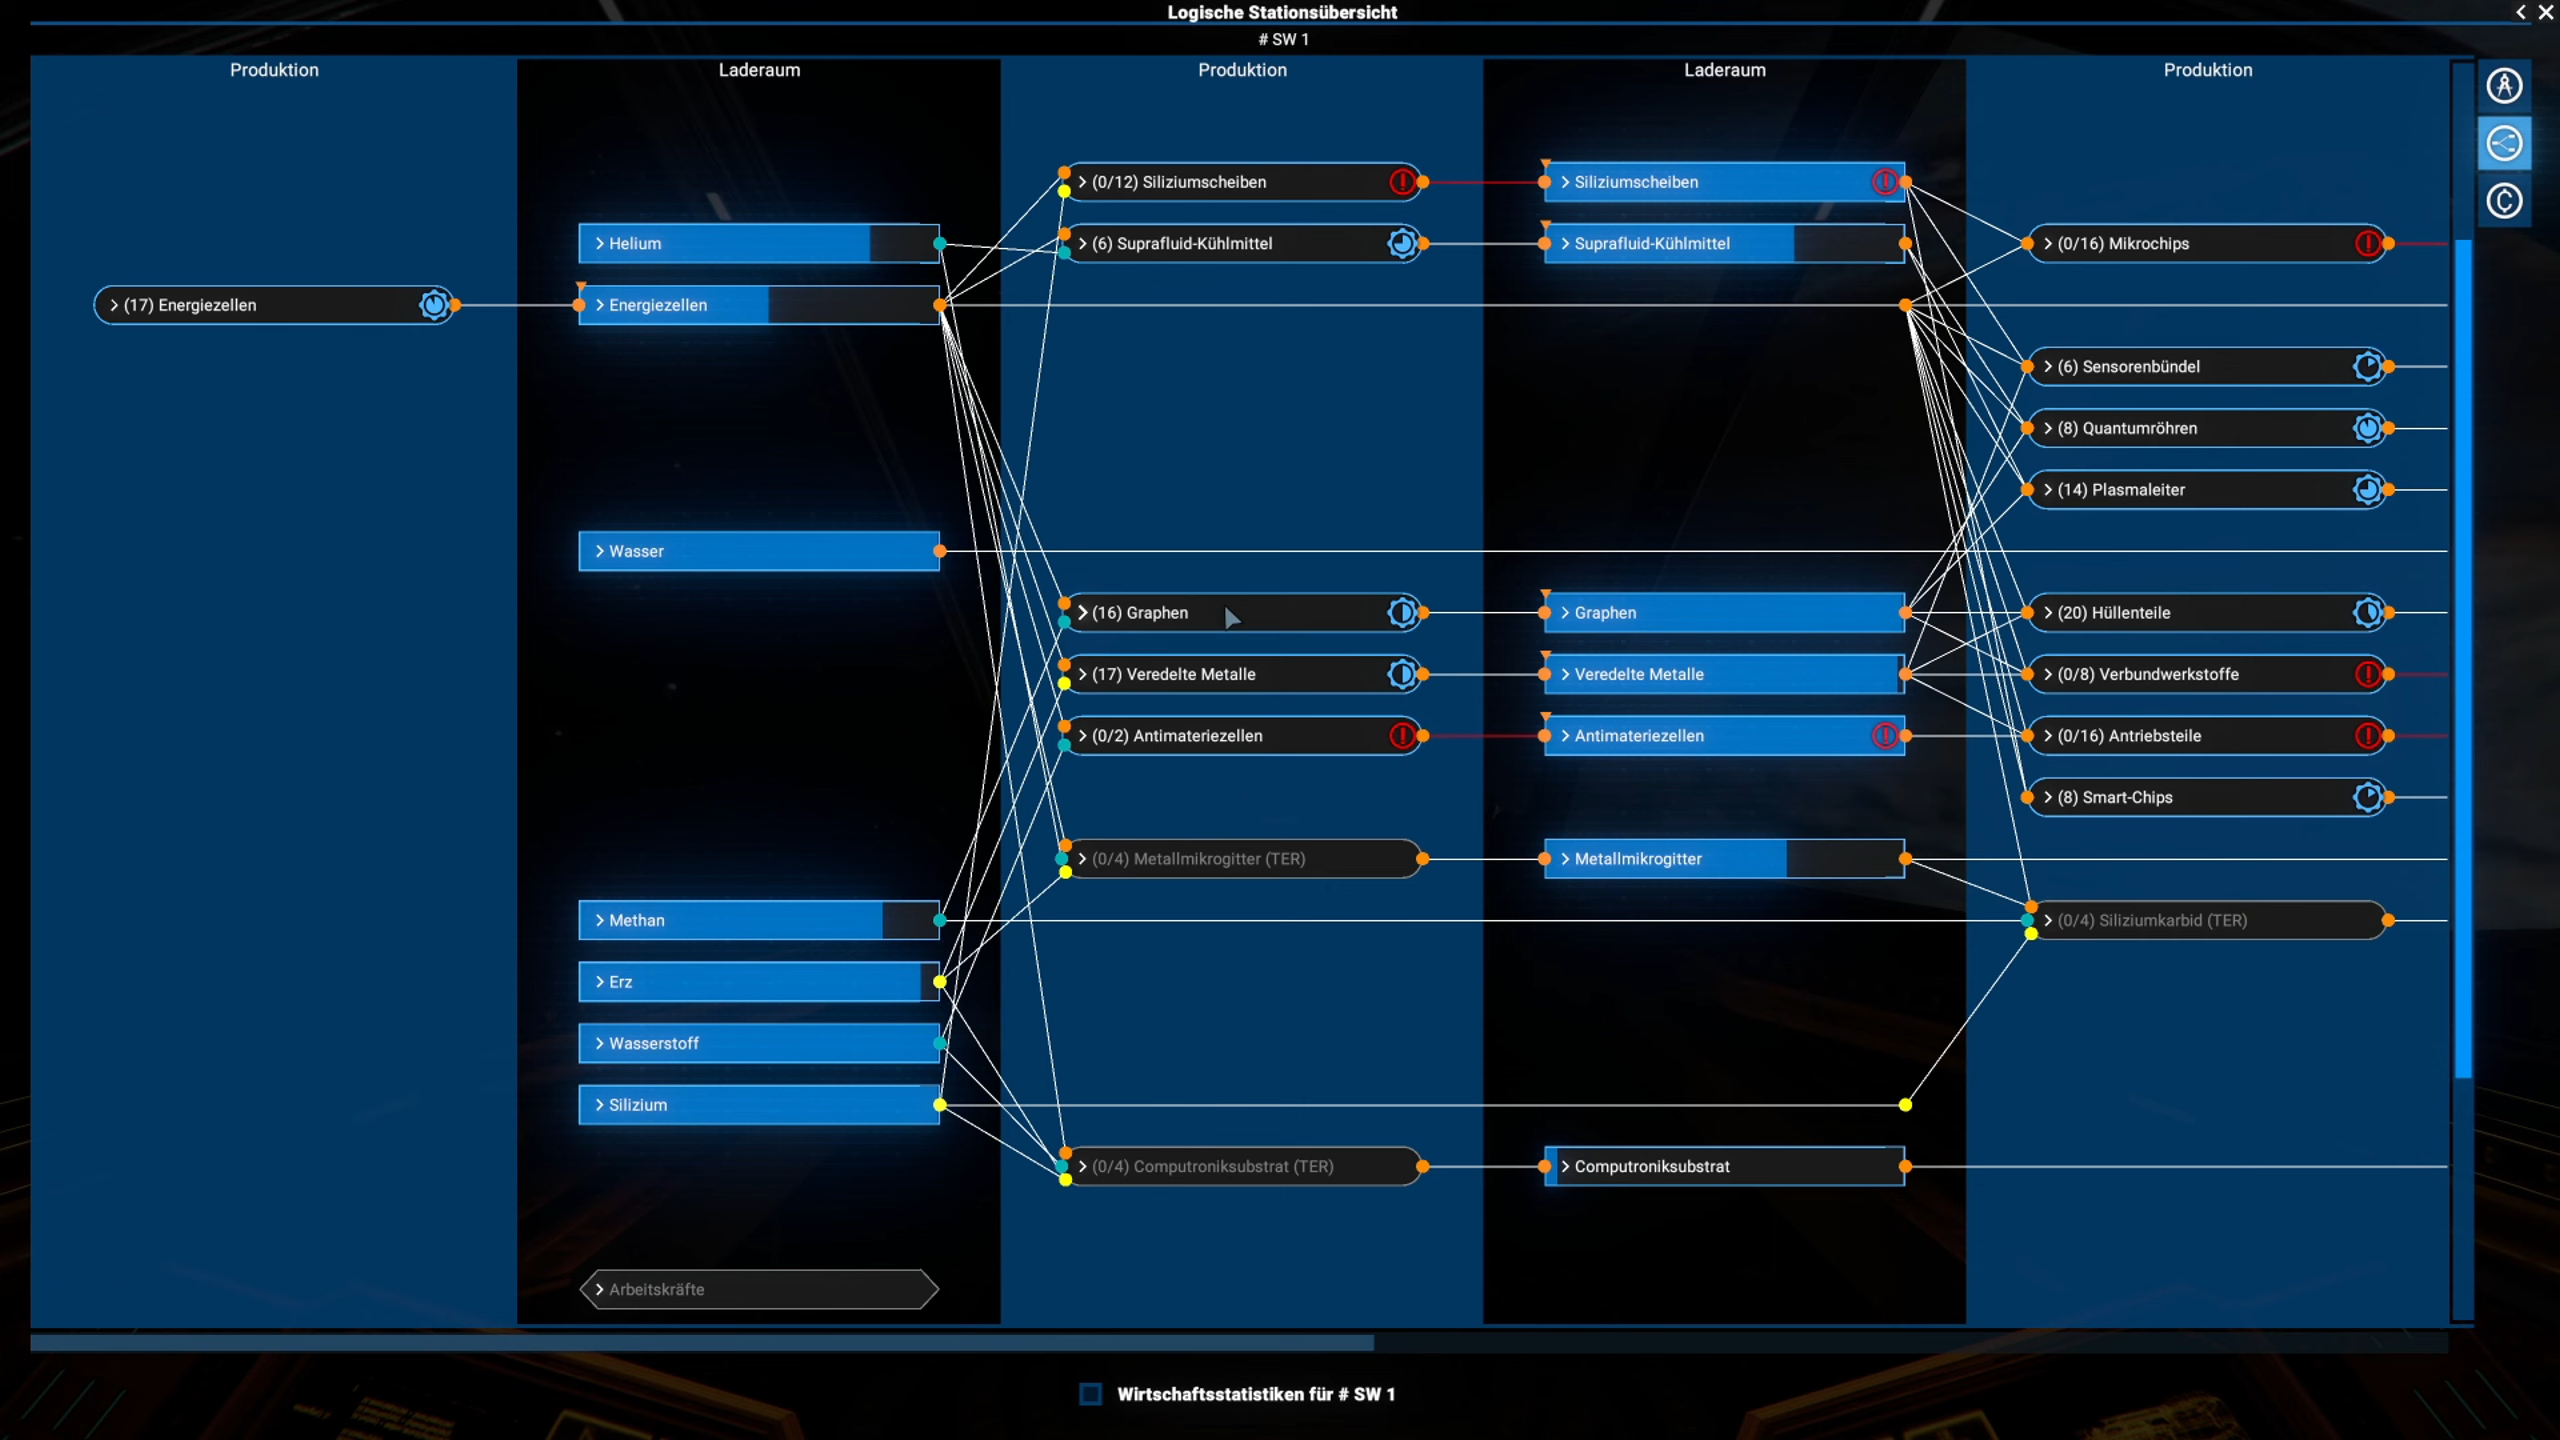 Logische Stationsübersicht
# SW 1
Produktion
Laderaum
Produktion
Laderaum
Produktion
(17) Energiezellen
Helium
Energiezellen
Wasser
Methan
Erz
Wasserstoff
Silizium
Arbeitskräfte
(0/12) Siliziumscheiben
(6) Suprafluid-Kühlmittel
(16) Graphen
(17) Veredelte Metalle
(0/2) Antimateriezellen
(0/4) Metallmikrogitter (TER)
(0/4) Computroniksubstrat (TER)
Siliziumscheiben
Suprafluid-Kühlmittel
Graphen
Veredelte Metalle
Antimateriezellen
Metallmikrogitter
Computroniksubstrat
(0/16) Mikrochips
(6) Sensorenbündel
(8) Quantumröhren
(14) Plasmaleiter
(20) Hüllenteile
(0/8) Verbundwerkstoffe
(0/16) Antriebsteile
(8) Smart-Chips
(0/4) Siliziumkarbid (TER)
Wirtschaftsstatistiken für # SW 1